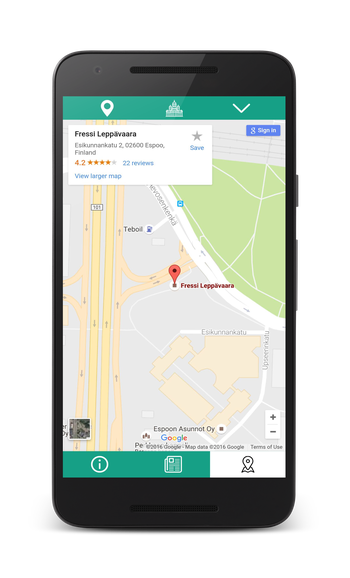 Fressi Leppävaara
Esikunnankatu 2, 02600 Espoo,
Finland
4.2 22 reviews
View larger map
Save
Sign in
101
Teboil
Fressi Leppävaara
Esikunnankatu
Upseerinkatu
Espoon Asunnot Oy
Google
©2016 Google - Map data ©2016 Google Terms of Use